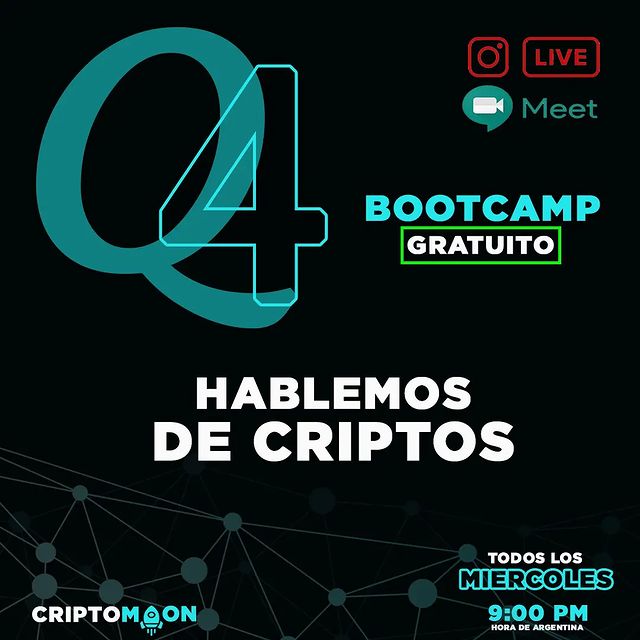 Q4
LIVE
Meet
BOOTCAMP
GRATUITO
HABLEMOS
DE CRIPTOS
TODOS LOS
MIERCOLES
9:00 PM
HORA DE ARGENTINA
CRIPTOMOON